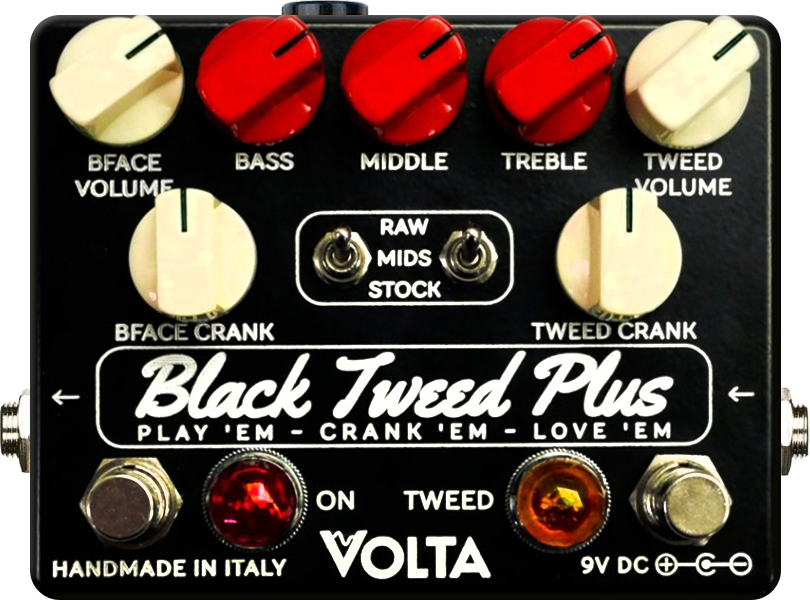 BFACE VOLUME
BASS
MIDDLE
TREBLE
TWEED VOLUME
RAW
MIDS
STOCK
BFACE CRANK
TWEED CRANK
Black Tweed Plus
PLAY 'EM - CRANK 'EM - LOVE 'EM
ON
TWEED
HANDMADE IN ITALY
VOLTA
9V DC